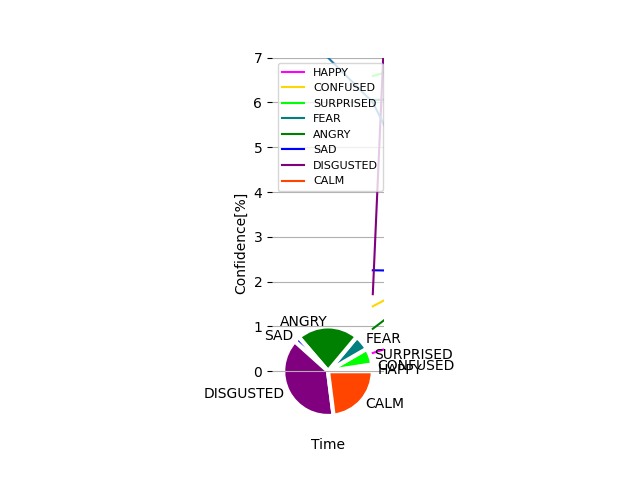 7
6
5
4
3
2
1
0
Confidence[%]
HAPPY
CONFUSED
SURPRISED
FEAR
ANGRY
SAD
DISGUSTED
CALM
ANGRY
SAD
FEAR
SURPRISED
CONFUSED
HAPPY
DISGUSTED
CALM
Time